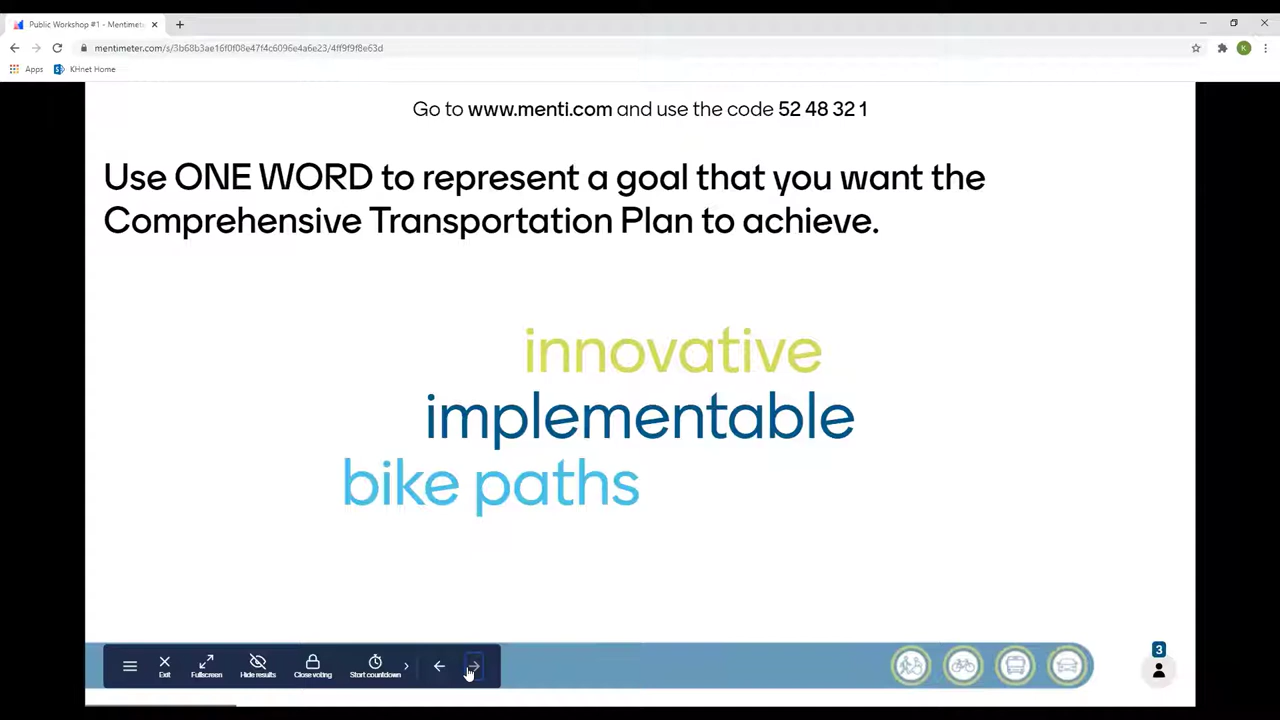 Public Workshop #1 - Mentimete
mentimeter.com/s/3b68b3ae16f0f08e47f4c6096e4a6e23/4ff9f9f8e63d
K
Apps
KHnet Home
Go to www.menti.com and use the code 52 48 32 1
Use ONE WORD to represent a goal that you want the
Comprehensive Transportation Plan to achieve.
innovative
implementable
bike paths
Exit
Fullscreen
Hide results
Close voting
Start countdown
3